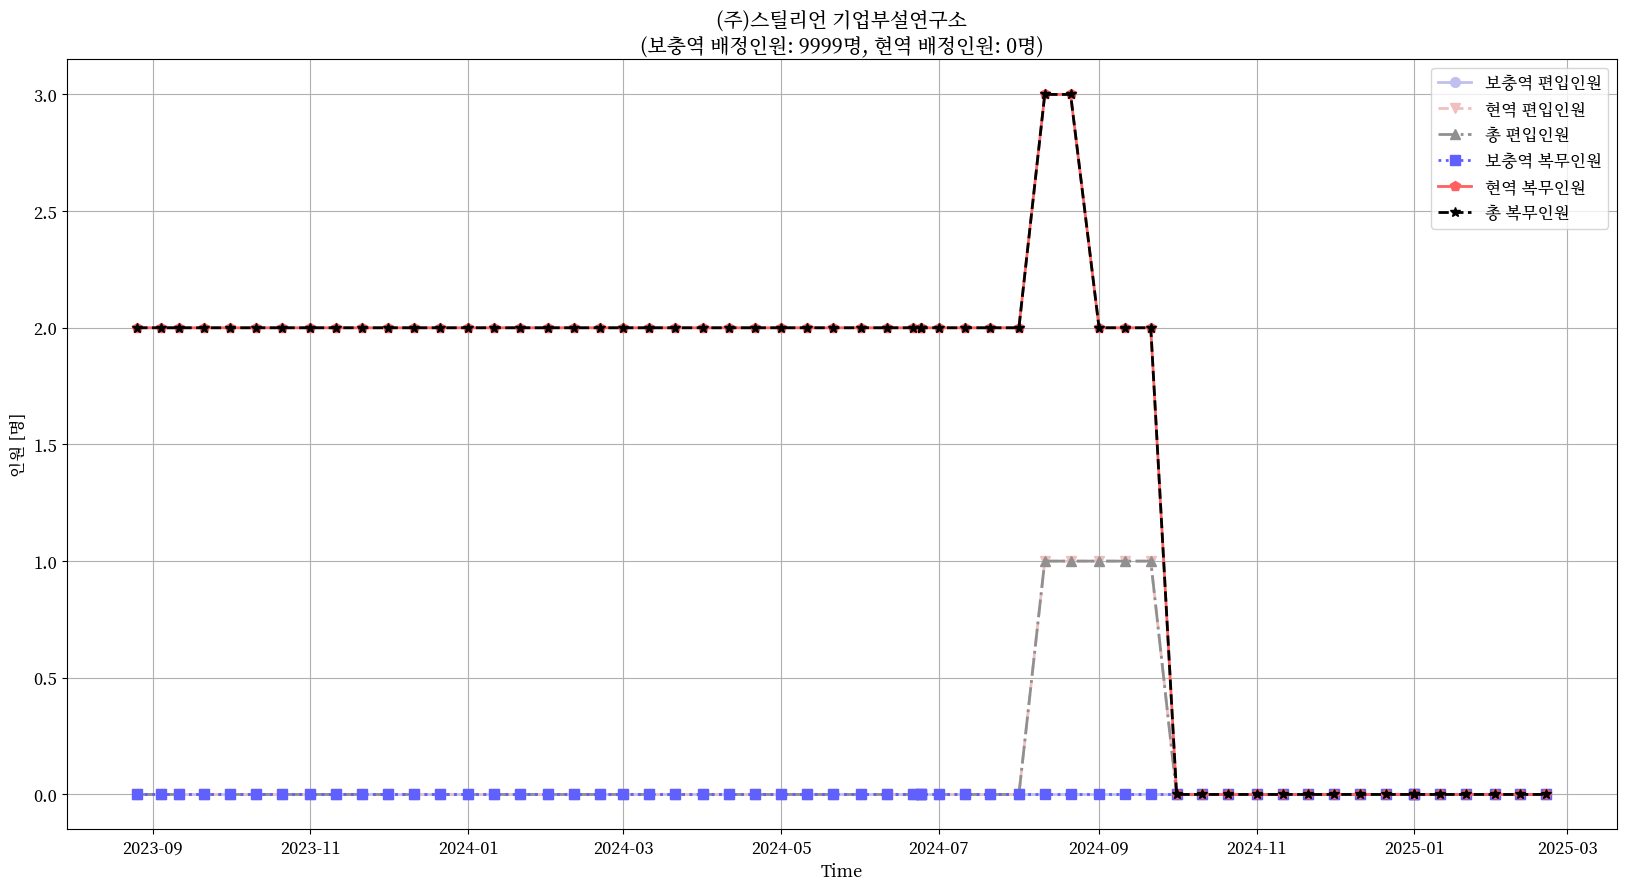 (주)스틸리언 기업부설연구소
(보충역 배정인원: 9999명, 현역 배정인원: 0명)
보충역 편입인원
현역 편입인원
총 편입인원
보충역 복무인원
현역 복무인원
총 복무인원
인원 [명]
3.0
2.5
2.0
1.5
1.0
0.5
0.0
2023-09
2023-11
2024-01
2024-03
2024-05
2024-07
2024-09
2024-11
2025-01
2025-03
Time